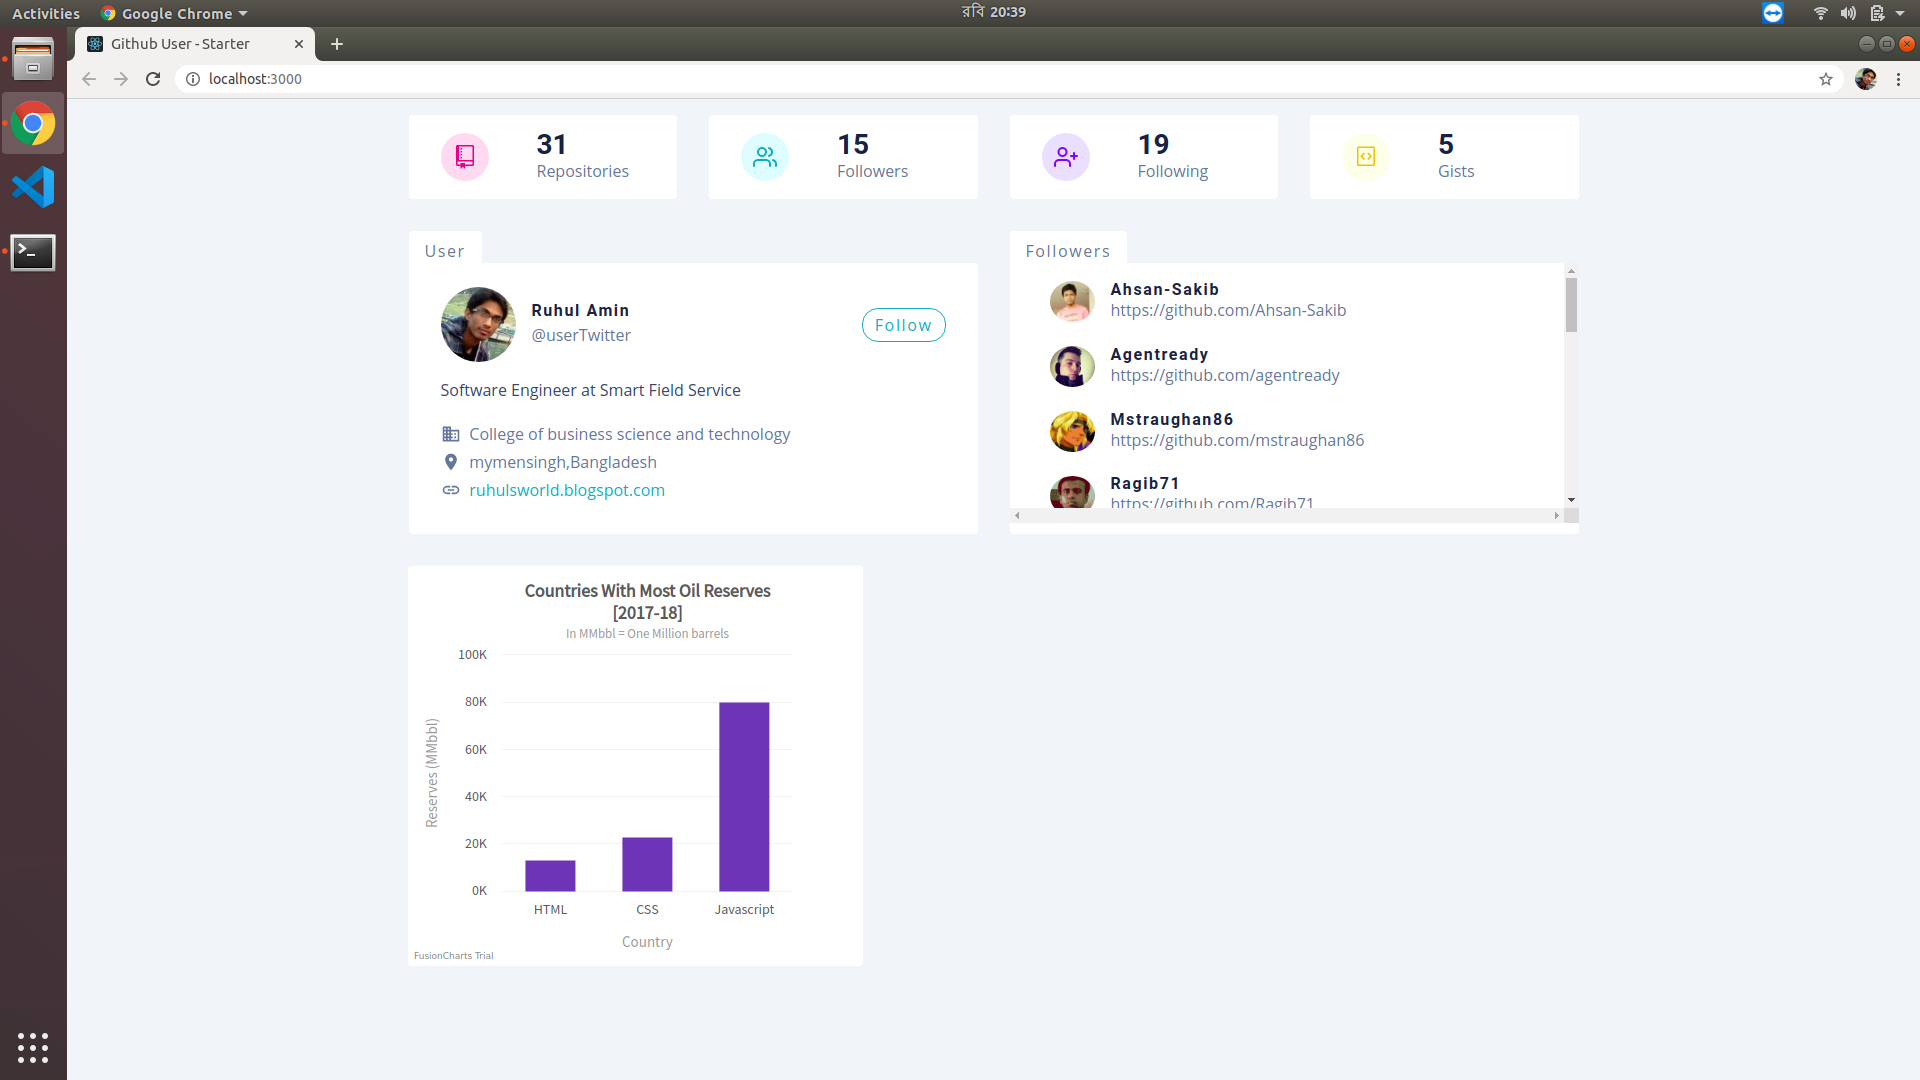 Activities
Google Chrome
রবি 20:39
Github User - Starter
localhost:3000
31
Repositories
15
Followers
19
Following
5
Gists
User
Ruhul Amin
@userTwitter
Follow
Software Engineer at Smart Field Service
College of business science and technology
mymensingh,Bangladesh
ruhulsworld.blogspot.com
Followers
Ahsan-Sakib
https://github.com/Ahsan-Sakib
Agentready
https://github.com/agentready
Mstraughan86
https://github.com/mstraughan86
Ragib71
https://github.com/Ragib71
Countries With Most Oil Reserves
[2017-18]
In MMbbl = One Million barrels
Reserves (MMbbl)
100K
80K
60K
40K
20K
0K
HTML CSS Javascript
Country
FusionCharts Trial